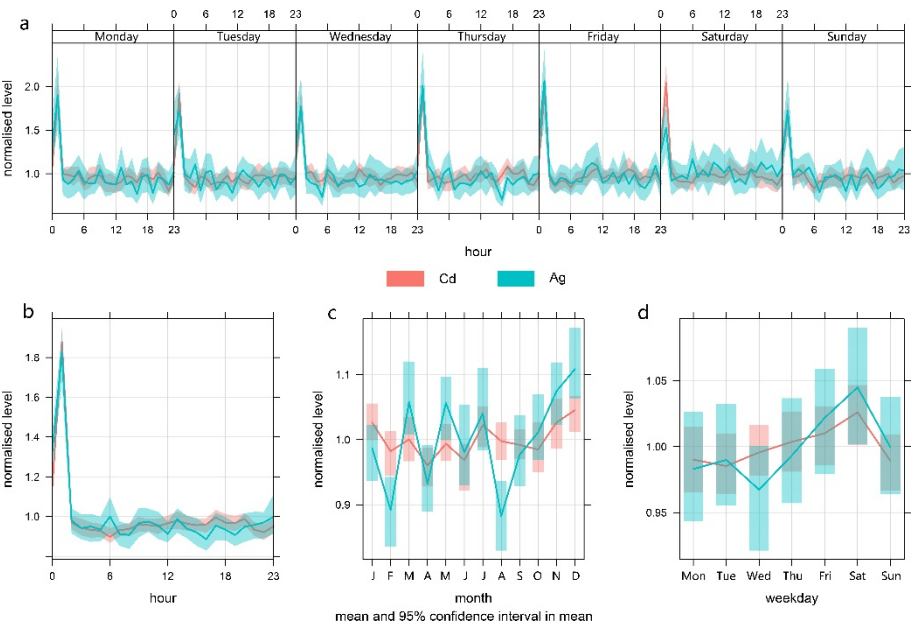 a
0 6 12 18 23 0 6 12 18 23 0 6 12 18 23 0 6 12 18 23
Monday Tuesday Wednesday Thursday Friday Saturday Sunday
normalised level
2.0
1.5
1.0
0 6 12 18 23 0 6 12 18 23 0 6 12 18 23 0 6 12 18 23
hour
Cd Ag
b
normalised level
1.8
1.6
1.4
1.2
1.0
0 6 12 18 23
hour
c
normalised level
1.1
1.0
0.9
J F M A M J J A S O N D
month
mean and 95% confidence interval in mean
d
normalised level
1.05
1.00
0.95
Mon Tue Wed Thu Fri Sat Sun
weekday